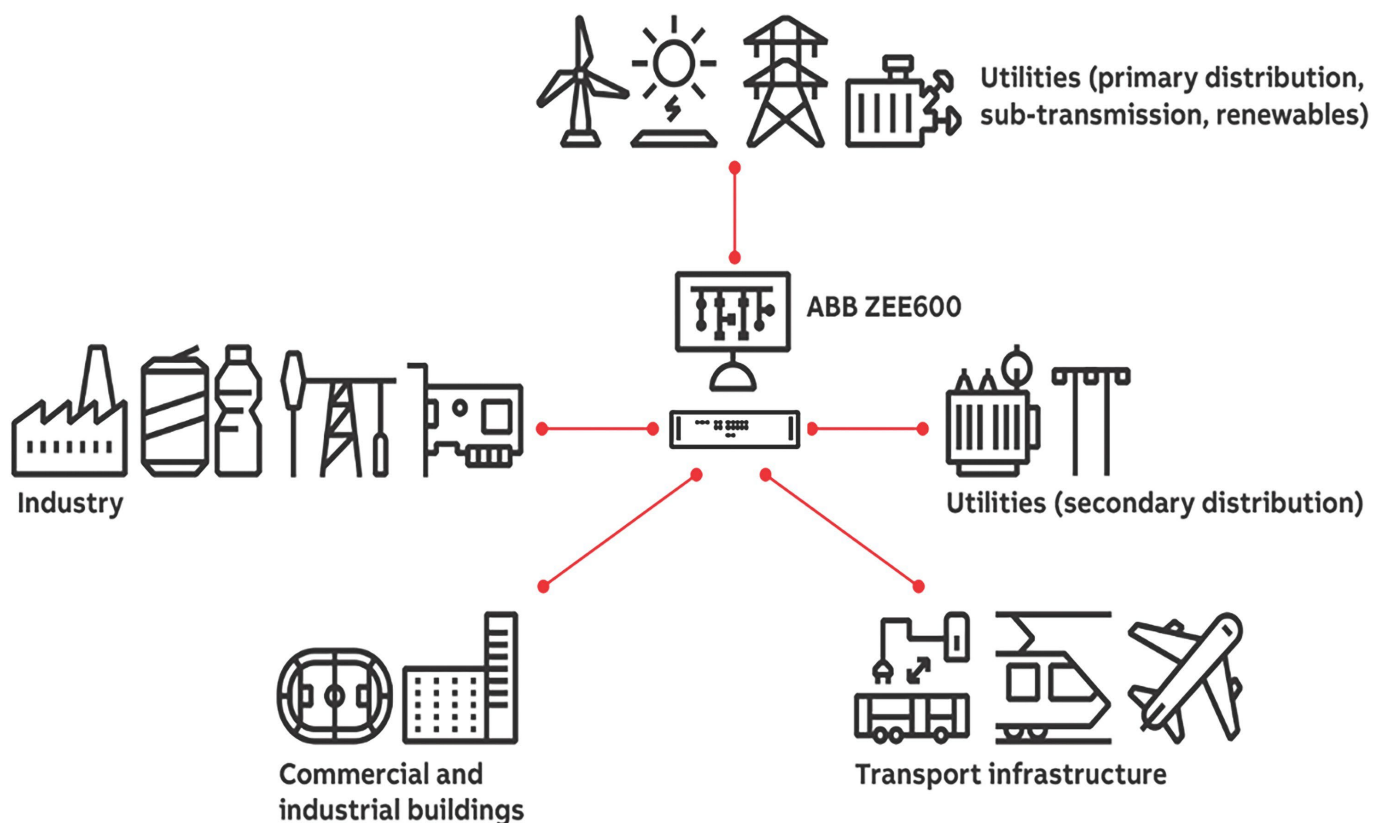 Utilities (primary distribution,
sub-transmission, renewables)
ABB ZEE600
Industry
Utilities (secondary distribution)
Commercial and
industrial buildings
Transport infrastructure